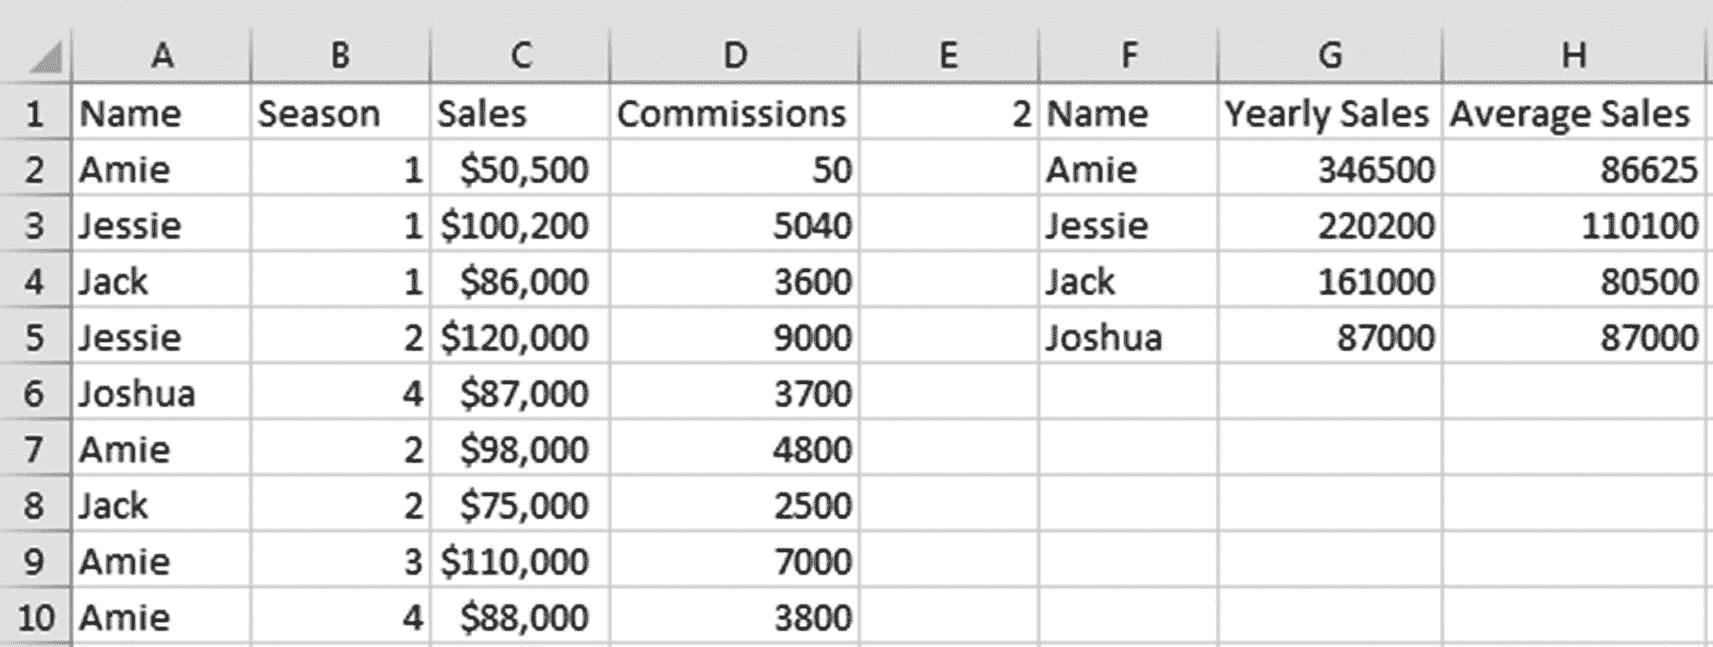 A B C D E F G H
1 Name Season Sales Commissions 2 Name Yearly Sales Average Sales
2 Amie 1 $50,500 50 Amie 346500 86625
3 Jessie 1 $100,200 5040 Jessie 220200 110100
4 Jack 1 $86,000 3600 Jack 161000 80500
5 Jessie 2 $120,000 9000 Joshua 87000 87000
6 Joshua 4 $87,000 3700
7 Amie 2 $98,000 4800
8 Jack 2 $75,000 2500
9 Amie 3 $110,000 7000
10 Amie 4 $88,000 3800